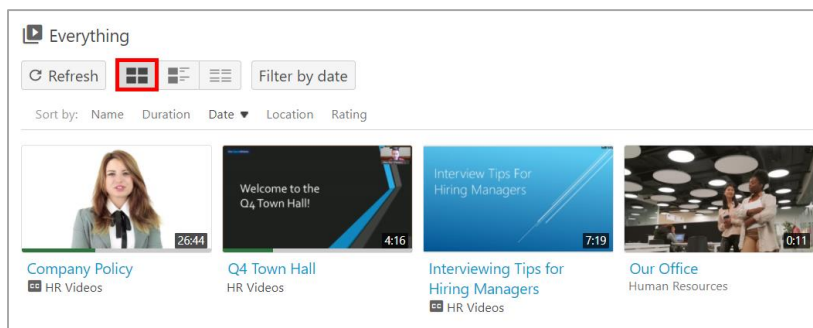 Everything
Refresh
Filter by date
Sort by: Name Duration Date ▼ Location Rating
Welcome to the
Q4 Town Hall!
Interview Tips For
Hiring Managers
26:44
4:16
7:19
0:11
Company Policy
CC HR Videos
Q4 Town Hall
HR Videos
Interviewing Tips for
Hiring Managers
CC HR Videos
Our Office
Human Resources